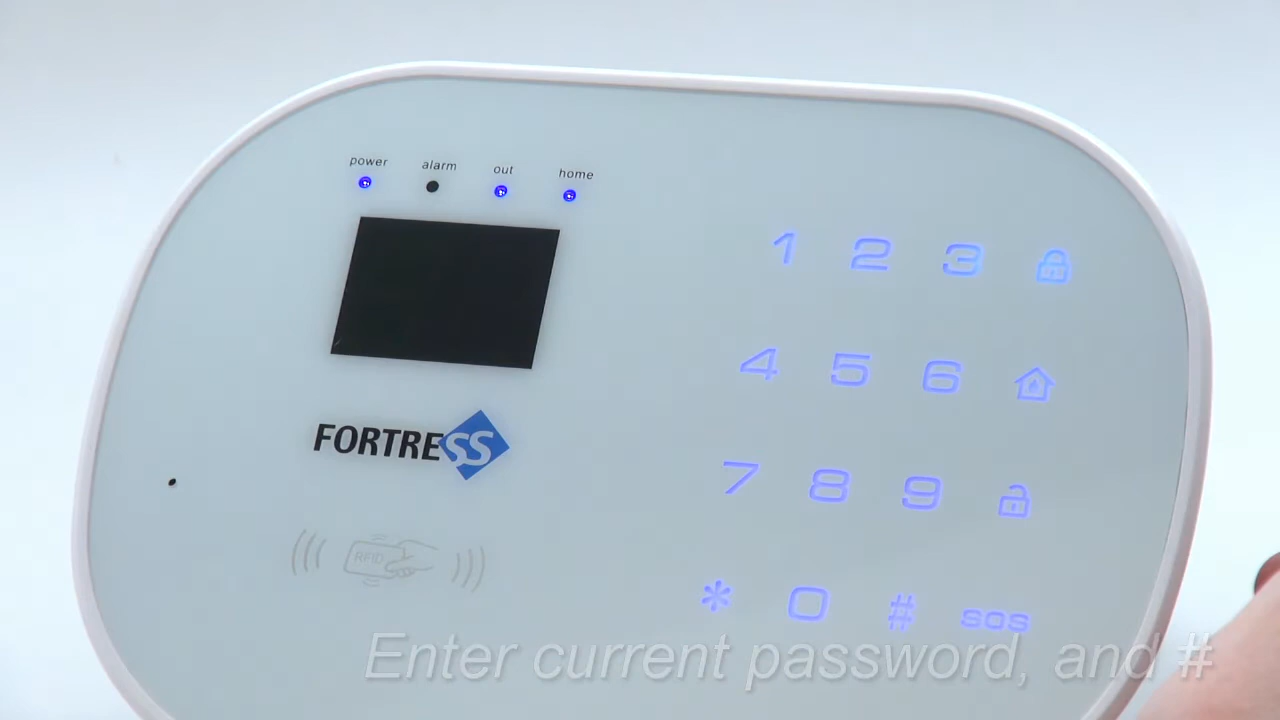 power alarm out home
1 2 3
4 5 6
FORTRESS
7 8 9
RFID
* 0 # SOS
Enter current password, and #